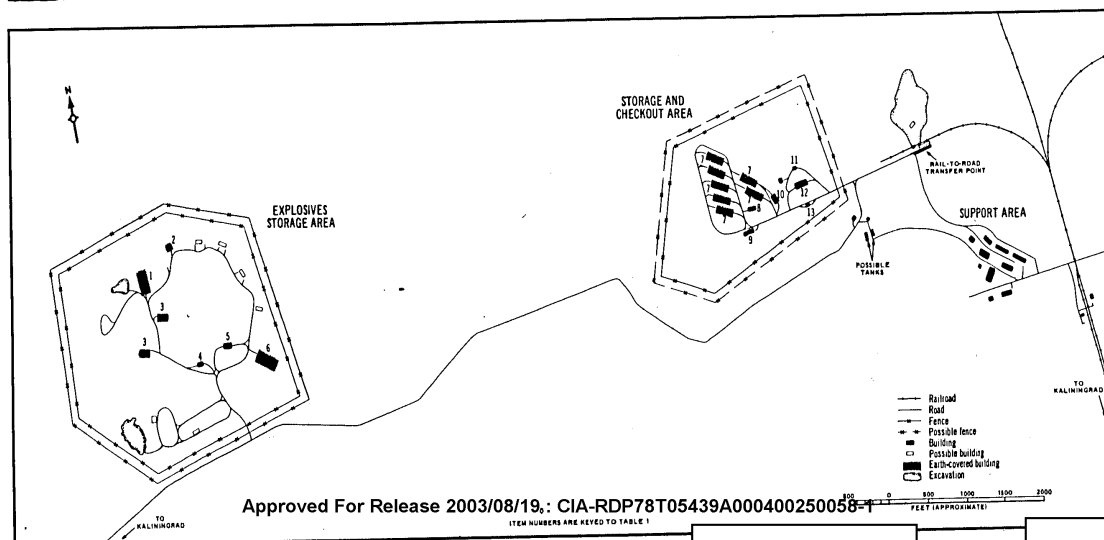 N
STORAGE AND
CHECKOUT AREA
EXPLOSIVES
STORAGE AREA
RAIL-TO-ROAD
TRANSFER POINT
SUPPORT AREA
POSSIBLE
TANKS
1
2
3
3
4
5
6
7
7
7
7
7
8
9
10
11
12
13
TO
KALININGRAD
Railroad
Road
Fence
Possible fence
Building
Possible building
Earth-covered building
Excavation
500 0 500 1000 1500 2000
FEET (APPROXIMATE)
TO
KALININGRAD
Approved For Release 2003/08/19 : CIA-RDP78T05439A000400250058-1
ITEM NUMBERS ARE KEYED TO TABLE 1